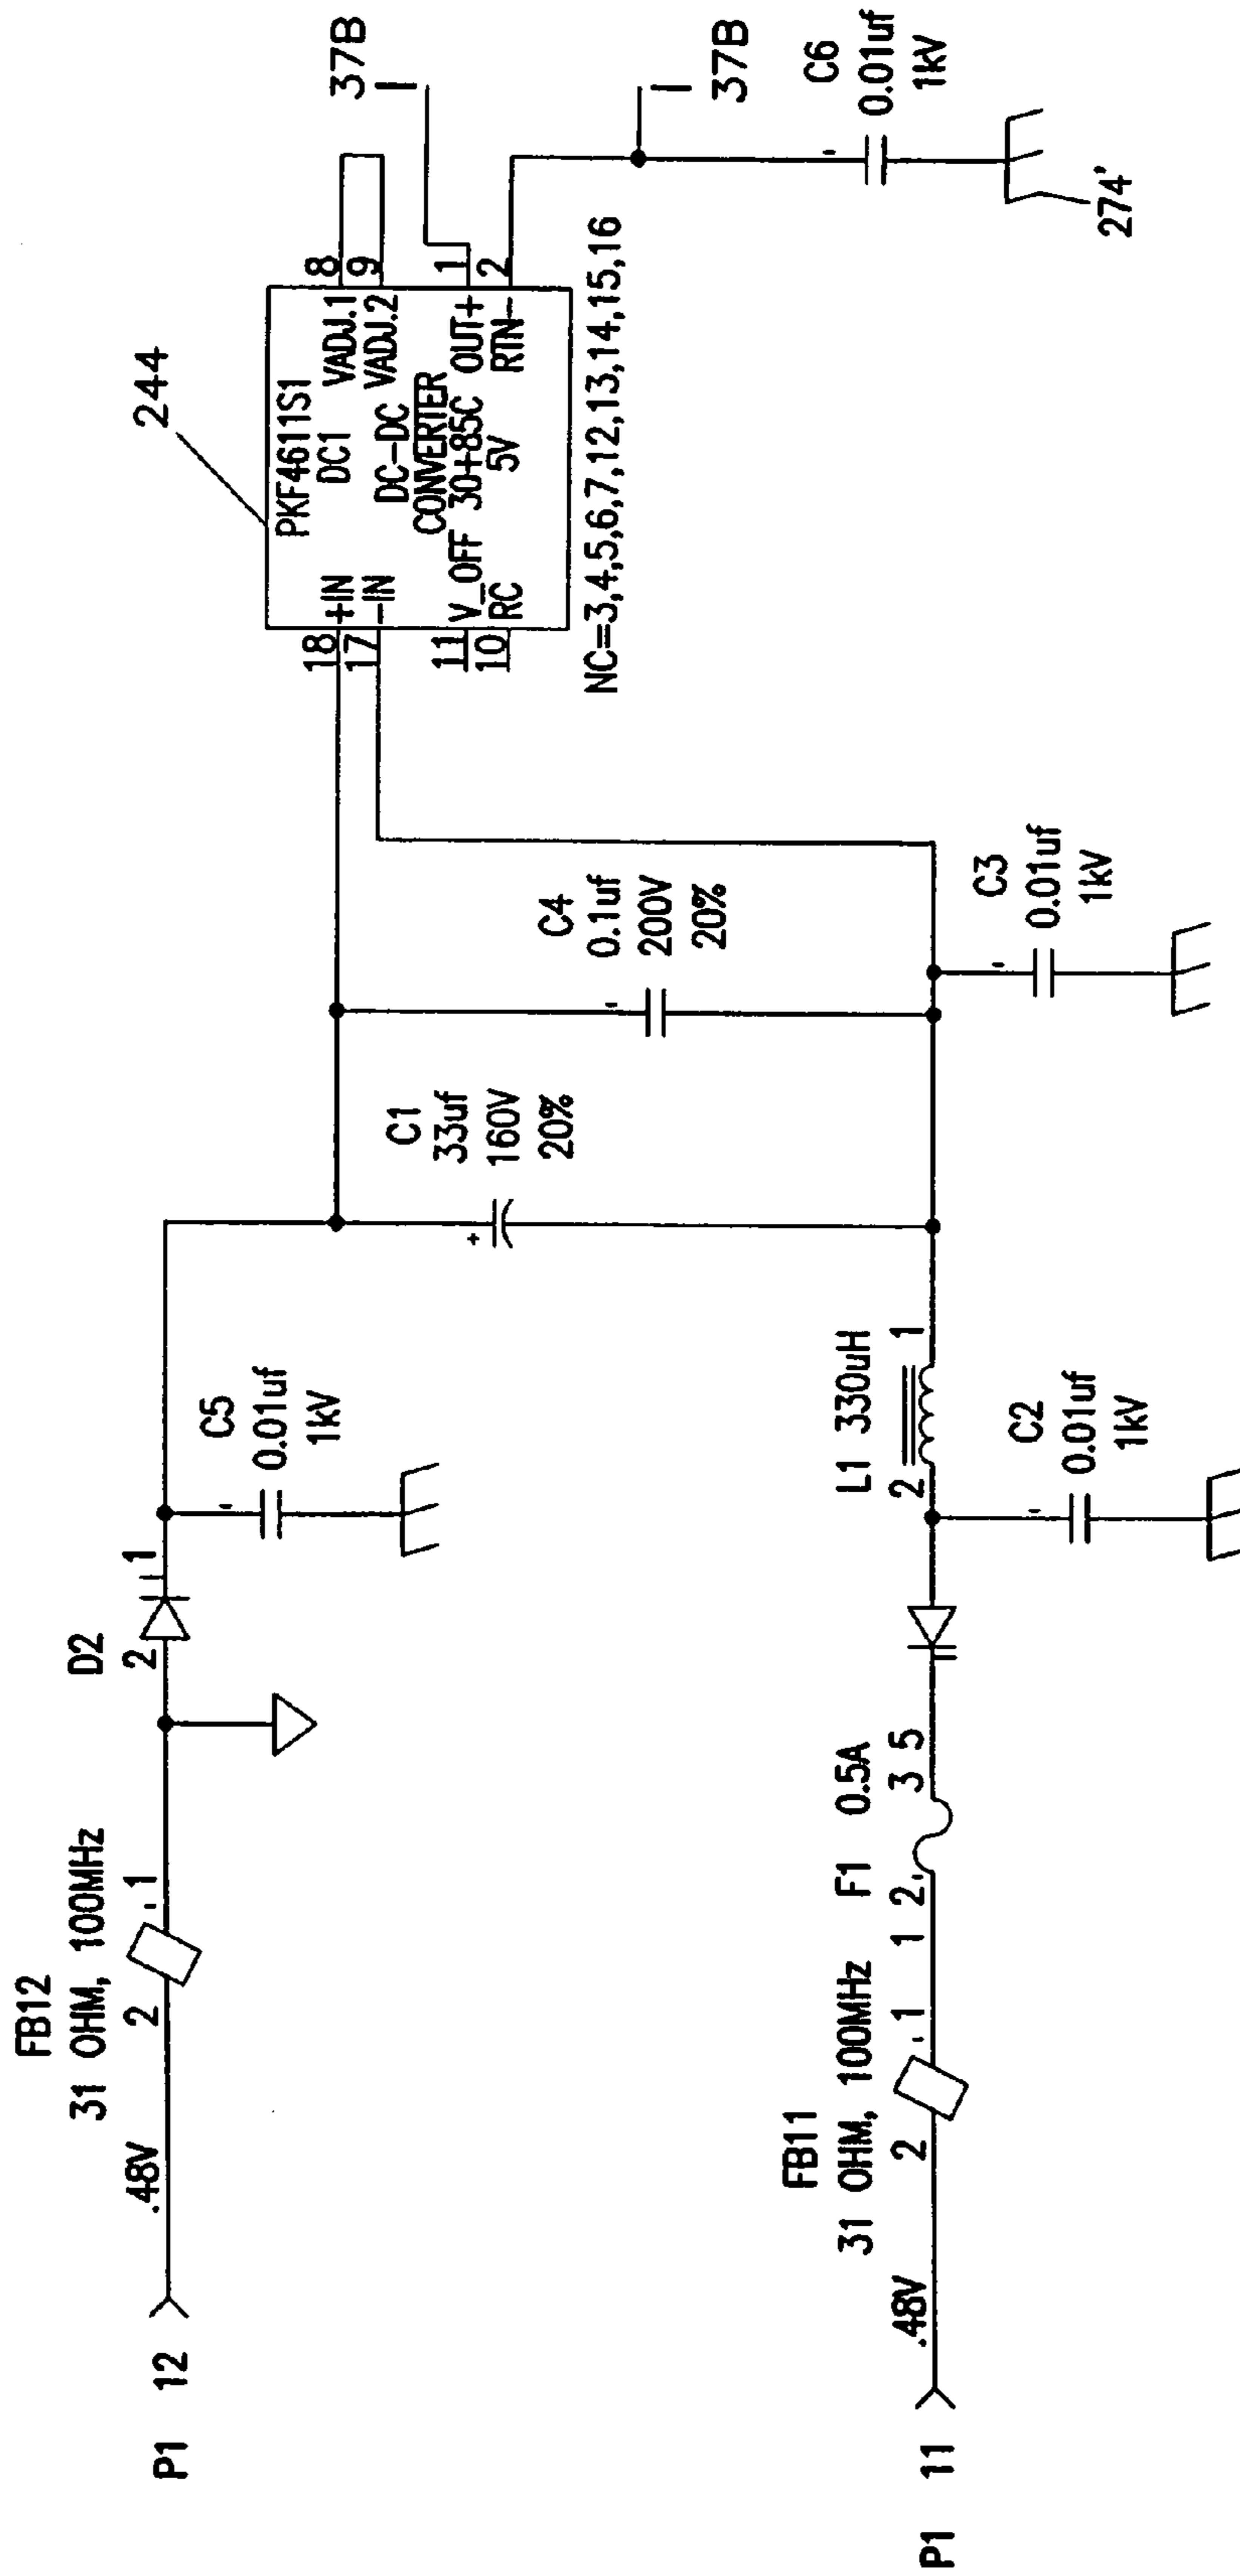 P1 12
.48V
FB12
31 OHM, 100MHz
2 1
D2
2 1
C5
0.01uf
1kV
C1
33uf
160V
20%
C4
0.1uf
200V
20%
P1 11
.48V
FB11
31 OHM, 100MHz
2 1
F1 0.5A
1 2 3 5
L1 330uH
2 1
C2
0.01uf
1kV
C3
0.01uf
1kV
244
PKF4611S1
DC1
18 +IN
17 -IN
VADJ.1 8
VADJ.2 9
DC-DC
CONVERTER
11 V_OFF 30+85C OUT+ 1
10 RC 5V RTN- 2
NC=3,4,5,6,7,12,13,14,15,16
37B
37B
C6
0.01uf
1kV
274'